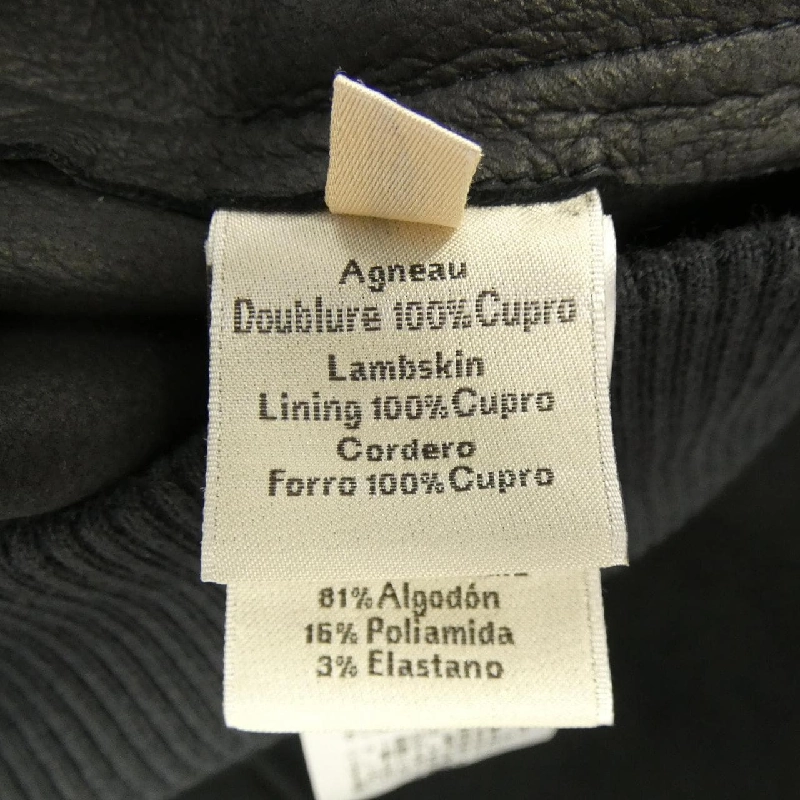 Agneau
Doublure 100% Cupro
Lambskin
Lining 100% Cupro
Cordero
Forro 100% Cupro
81% Algodón
16% Poliamida
3% Elastano